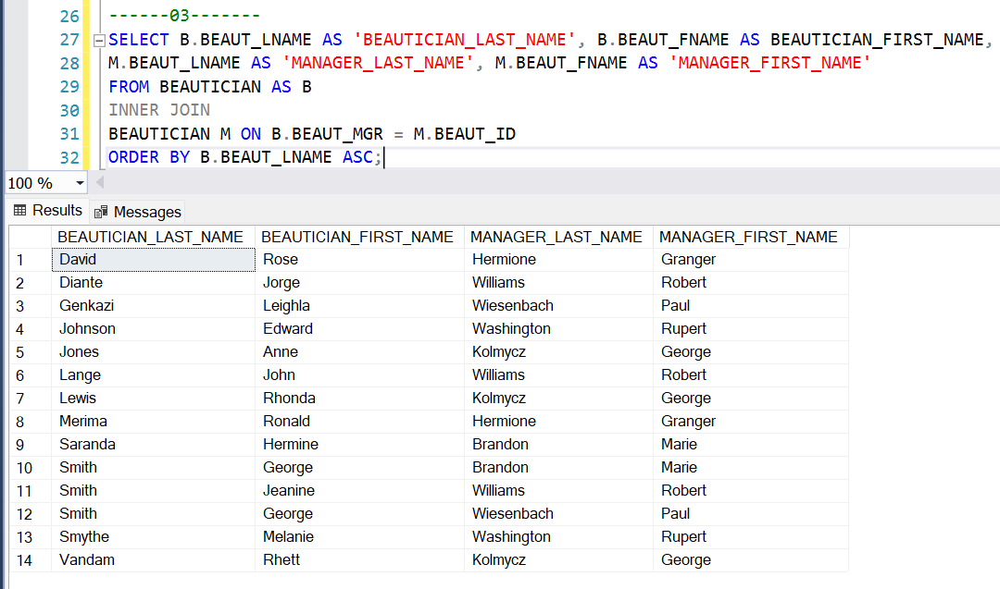 26 ------03-------
27 SELECT B.BEAUT_LNAME AS 'BEAUTICIAN_LAST_NAME', B.BEAUT_FNAME AS BEAUTICIAN_FIRST_NAME,
28 M.BEAUT_LNAME AS 'MANAGER_LAST_NAME', M.BEAUT_FNAME AS 'MANAGER_FIRST_NAME'
29 FROM BEAUTICIAN AS B
30 INNER JOIN
31 BEAUTICIAN M ON B.BEAUT_MGR = M.BEAUT_ID
32 ORDER BY B.BEAUT_LNAME ASC;
100 %
Results Messages
BEAUTICIAN_LAST_NAME BEAUTICIAN_FIRST_NAME MANAGER_LAST_NAME MANAGER_FIRST_NAME
1 David Rose Hermione Granger
2 Diante Jorge Williams Robert
3 Genkazi Leighla Wiesenbach Paul
4 Johnson Edward Washington Rupert
5 Jones Anne Kolmycz George
6 Lange John Williams Robert
7 Lewis Rhonda Kolmycz George
8 Merima Ronald Hermione Granger
9 Saranda Hermine Brandon Marie
10 Smith George Brandon Marie
11 Smith Jeanine Williams Robert
12 Smith George Wiesenbach Paul
13 Smythe Melanie Washington Rupert
14 Vandam Rhett Kolmycz George